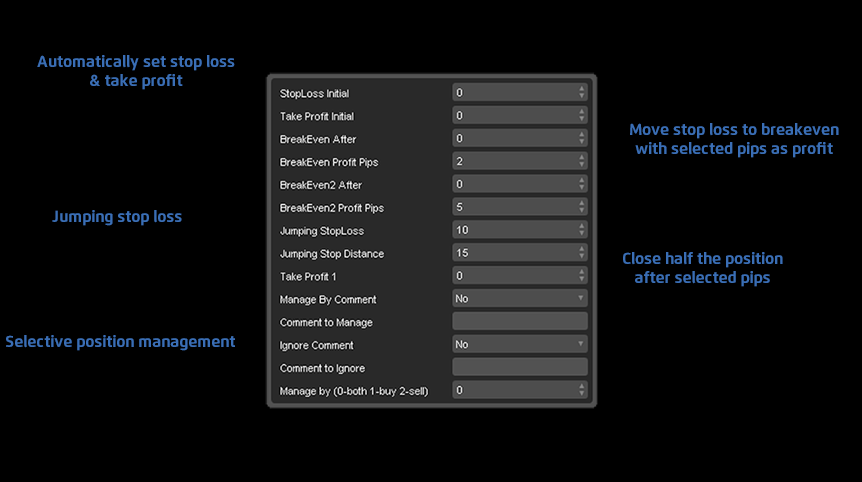 Automatically set stop loss
& take profit
StopLoss Initial 0
Take Profit Initial 0
BreakEven After 0
Move stop loss to breakeven
with selected pips as profit
BreakEven Profit Pips 2
BreakEven2 After 0
BreakEven2 Profit Pips 5
Jumping stop loss
Jumping StopLoss 10
Jumping Stop Distance 15
Close half the position
after selected pips
Take Profit 1 0
Manage By Comment No
Comment to Manage
Selective position management
Ignore Comment No
Comment to Ignore
Manage by (0-both 1-buy 2-sell) 0